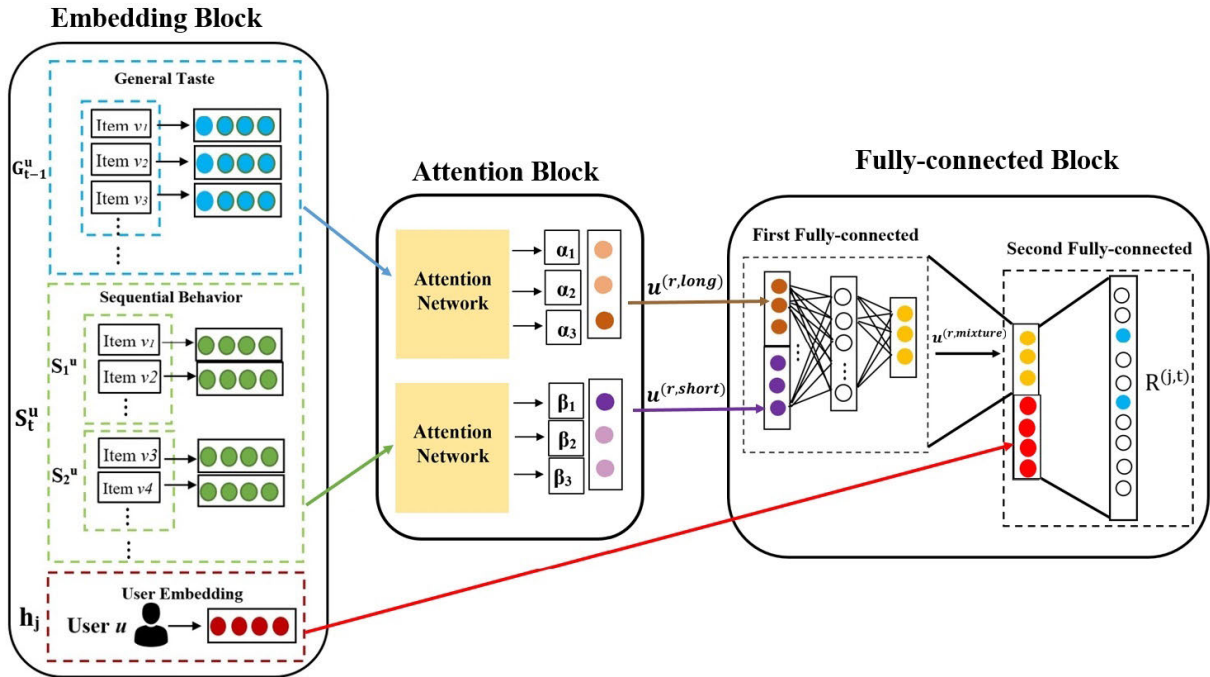 Embedding Block
General Taste
G_{t-1}^u
Item v1
Item v2
Item v3
Sequential Behavior
S_t^u
S_1^u
Item v1
Item v2
S_2^u
Item v3
Item v4
User Embedding
h_j
User u
Attention Block
Attention
Network
α1
α2
α3
Attention
Network
β1
β2
β3
u^{(r,long)}
u^{(r,short)}
Fully-connected Block
First Fully-connected
u^{(r,mixture)}
Second Fully-connected
R^{(j,t)}